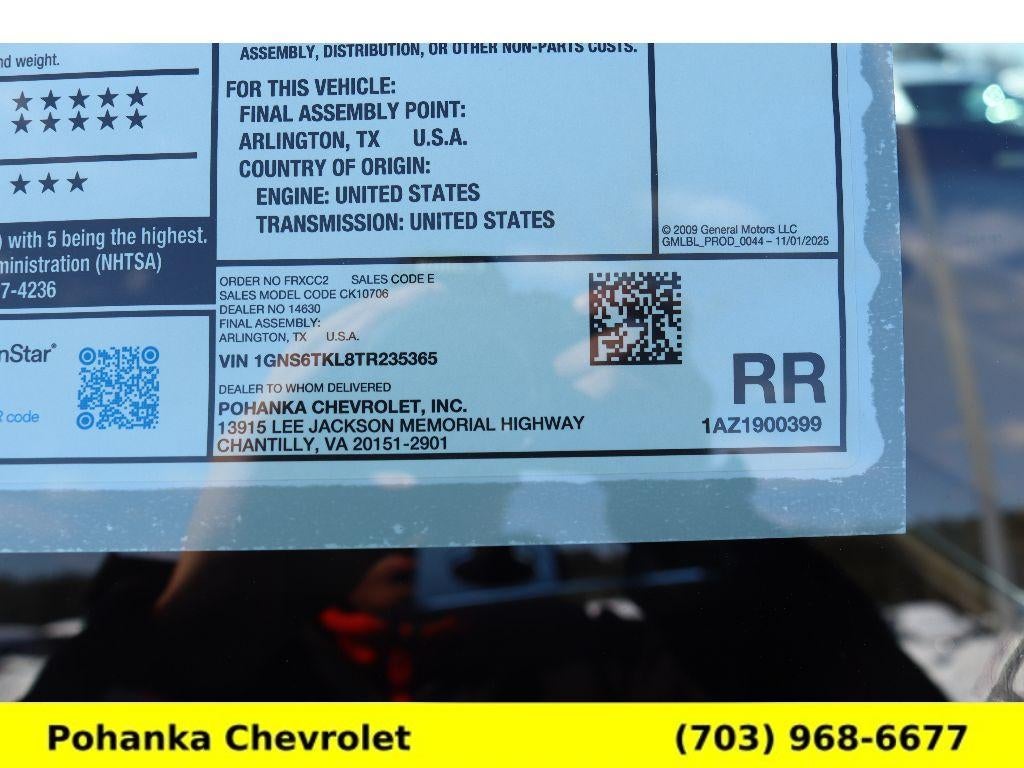 nd weight.
★★★★★
★★★★★
★★★
) with 5 being the highest.
ministration (NHTSA)
7-4236
nStar®
R code
ASSEMBLY, DISTRIBUTION, OR OTHER NON-PARTS COSTS.
FOR THIS VEHICLE:
FINAL ASSEMBLY POINT:
ARLINGTON, TX U.S.A.
COUNTRY OF ORIGIN:
ENGINE: UNITED STATES
TRANSMISSION: UNITED STATES
© 2009 General Motors LLC
GMLBL_PROD_0044 – 11/01/2025
ORDER NO FRXCC2 SALES CODE E
SALES MODEL CODE CK10706
DEALER NO 14630
FINAL ASSEMBLY:
ARLINGTON, TX U.S.A.
VIN 1GNS6TKL8TR235365
DEALER TO WHOM DELIVERED
POHANKA CHEVROLET, INC.
13915 LEE JACKSON MEMORIAL HIGHWAY
CHANTILLY, VA 20151-2901
RR
1AZ1900399
Pohanka Chevrolet (703) 968-6677